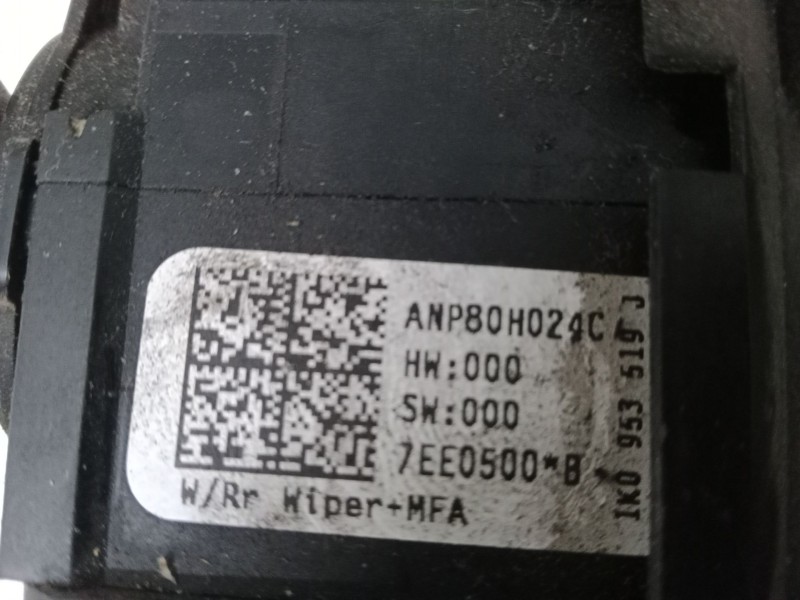 ANP80H024C
HW:000
SW:000
7EE0500*B
W/Rr Wiper+MFA
1K0 953 519 J